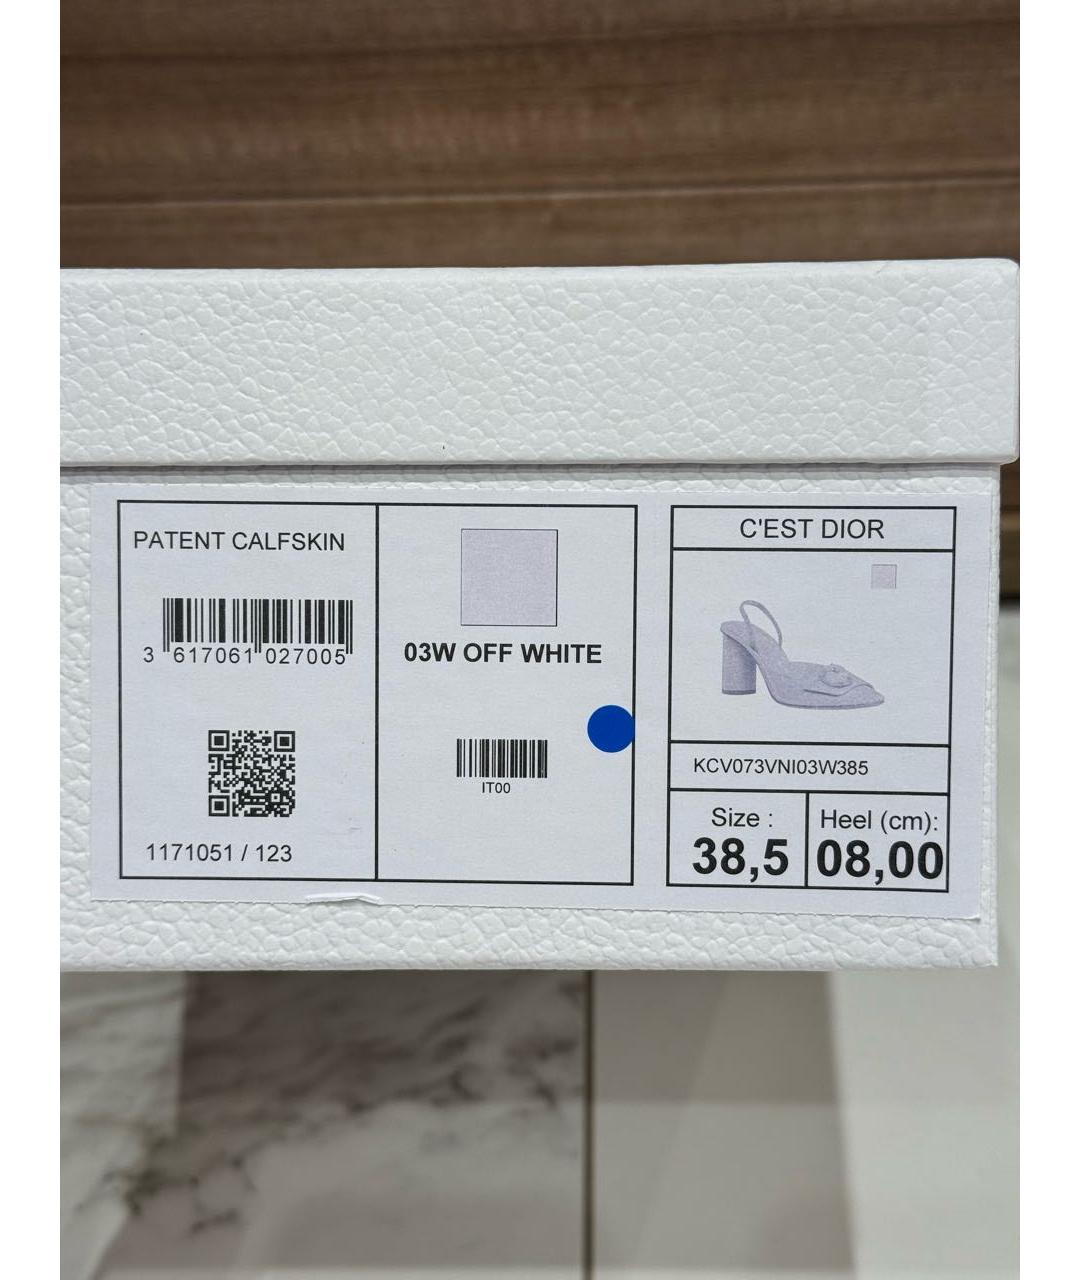 PATENT CALFSKIN
3 617061 027005
1171051 / 123
03W OFF WHITE
IT00
C'EST DIOR
KCV073VNI03W385
Size :
38,5
Heel (cm):
08,00